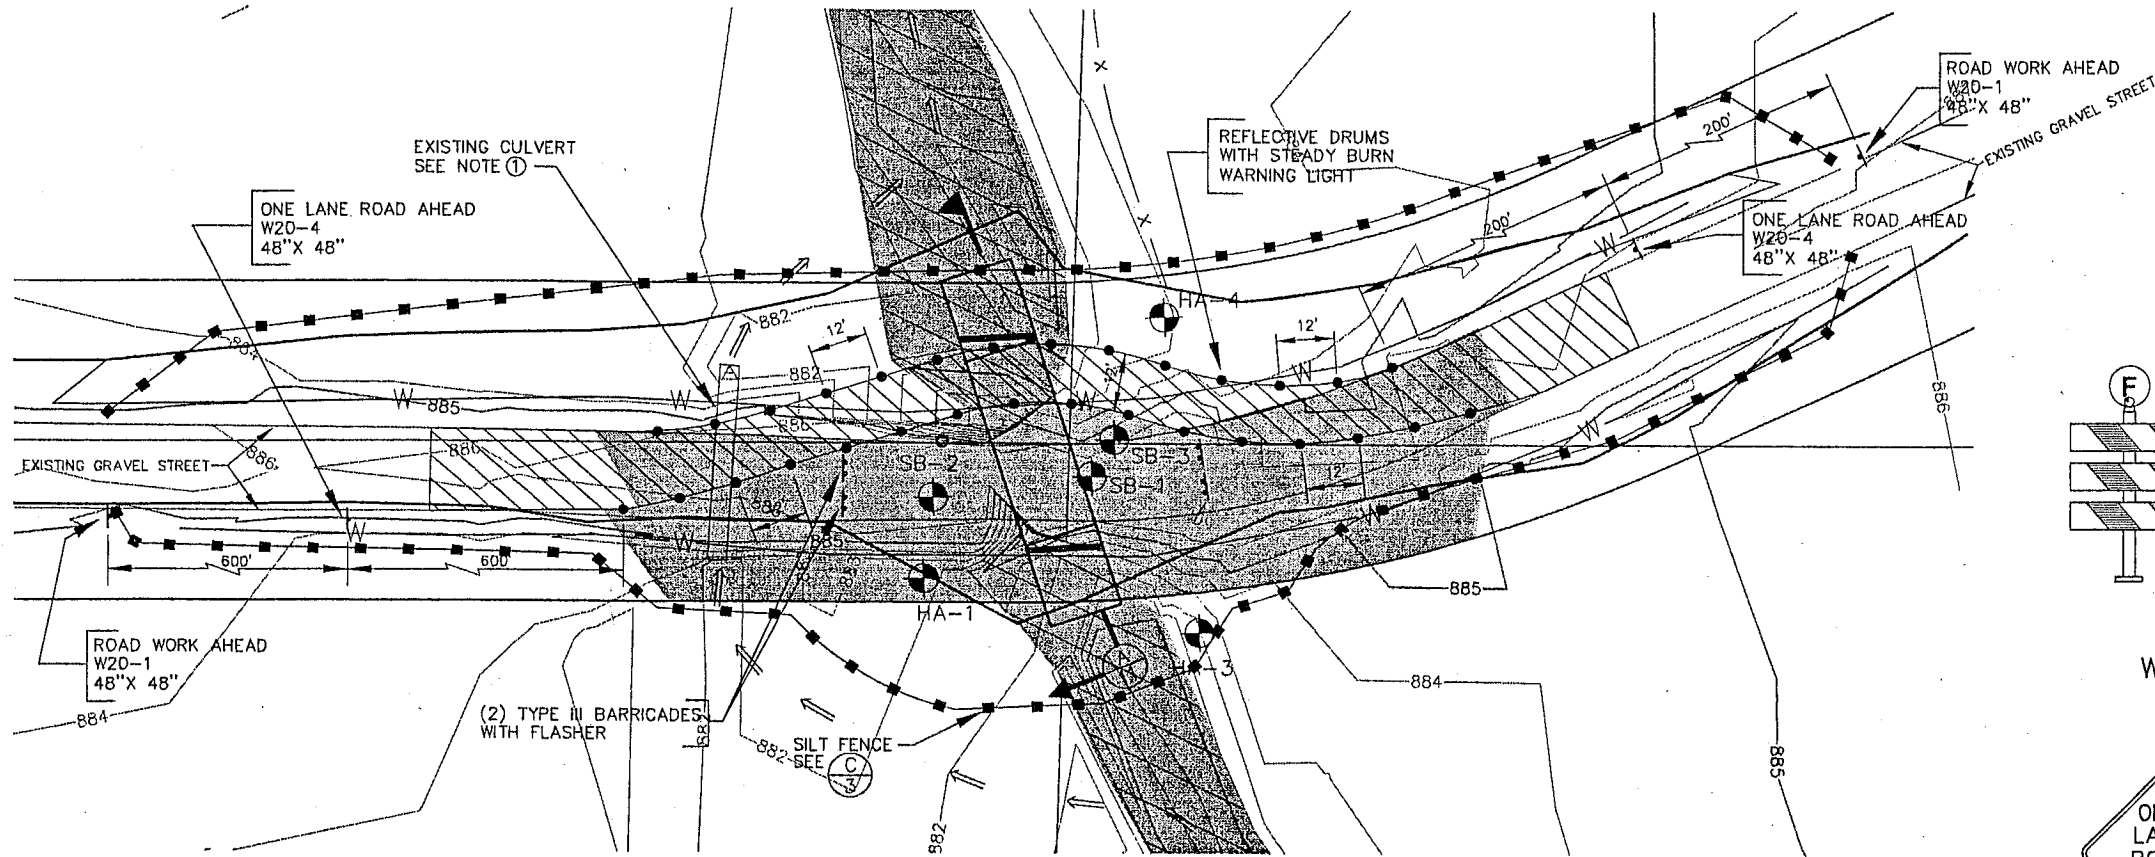 ROAD WORK AHEAD
W20-1
48"X 48"
EXISTING GRAVEL STREET
200'
REFLECTIVE DRUMS
WITH STEADY BURN
WARNING LIGHT
EXISTING CULVERT
SEE NOTE ①
ONE LANE ROAD AHEAD
W20-4
48"X 48"
ONE LANE ROAD AHEAD
W20-4
48"X 48"
200'
X
X
HA-4
882
12'
12'
882
884
W
885
W
W
W
W
886
886
886
886
EXISTING GRAVEL STREET
SB-2
SB-3
SB-1
12'
W
W
W
W
885
600'
600'
HA-1
885
ROAD WORK AHEAD
W20-1
48"X 48"
884
HA-3
884
(2) TYPE III BARRICADES
WITH FLASHER
882
SILT FENCE
SEE
C
3
882
885
F
A